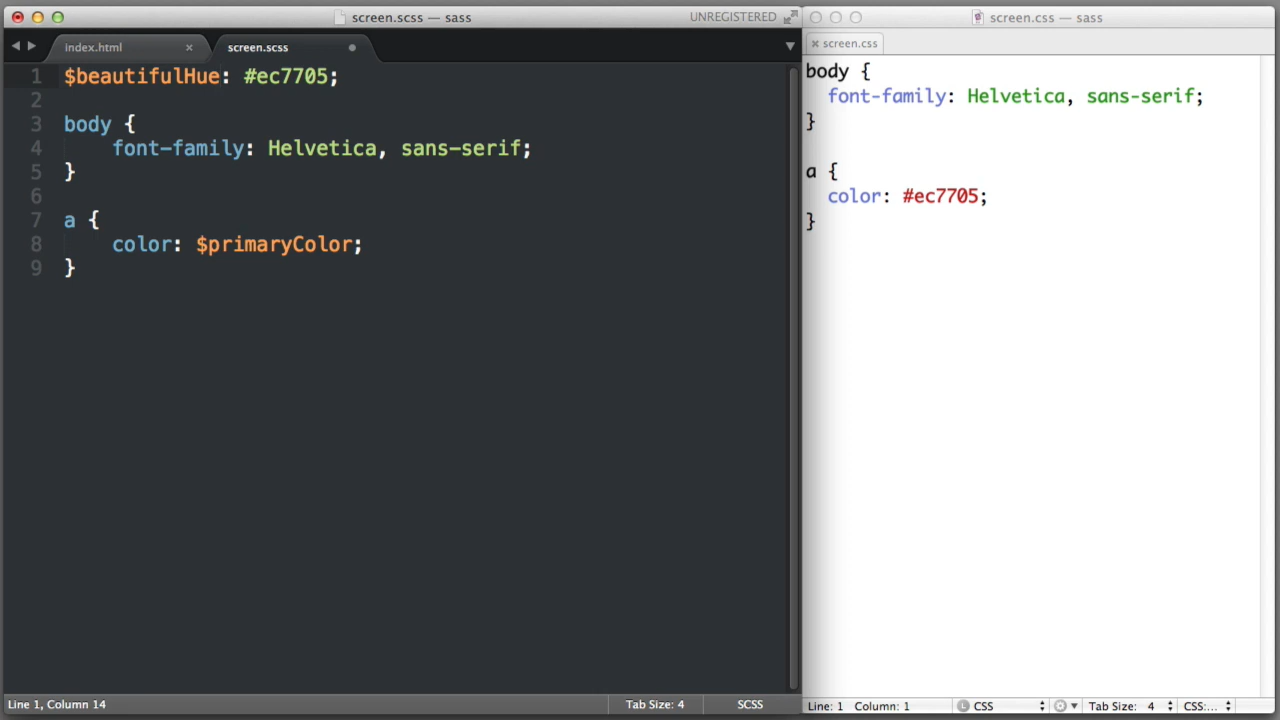 screen.scss — sass
UNREGISTERED
index.html
screen.scss
1 $beautifulHue: #ec7705;
2
3 body {
4 font-family: Helvetica, sans-serif;
5 }
6
7 a {
8 color: $primaryColor;
9 }
Line 1, Column 14
Tab Size: 4
SCSS
screen.css — sass
screen.css
body {
font-family: Helvetica, sans-serif;
}
a {
color: #ec7705;
}
Line: 1 Column: 1
L CSS
Tab Size: 4
CSS:...